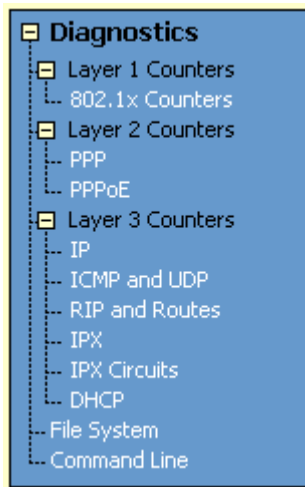 Diagnostics
Layer 1 Counters
802.1x Counters
Layer 2 Counters
PPP
PPPoE
Layer 3 Counters
IP
ICMP and UDP
RIP and Routes
IPX
IPX Circuits
DHCP
File System
Command Line